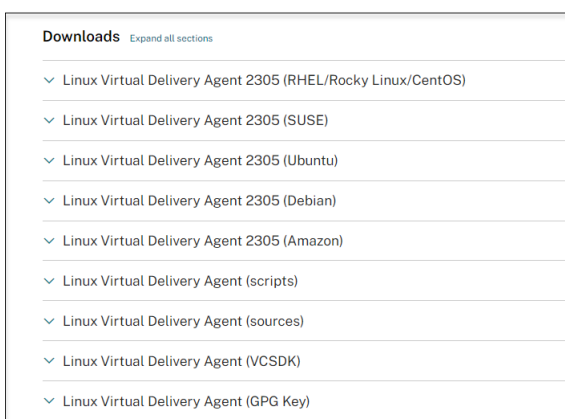 Downloads Expand all sections
Linux Virtual Delivery Agent 2305 (RHEL/Rocky Linux/CentOS)
Linux Virtual Delivery Agent 2305 (SUSE)
Linux Virtual Delivery Agent 2305 (Ubuntu)
Linux Virtual Delivery Agent 2305 (Debian)
Linux Virtual Delivery Agent 2305 (Amazon)
Linux Virtual Delivery Agent (scripts)
Linux Virtual Delivery Agent (sources)
Linux Virtual Delivery Agent (VCSDK)
Linux Virtual Delivery Agent (GPG Key)